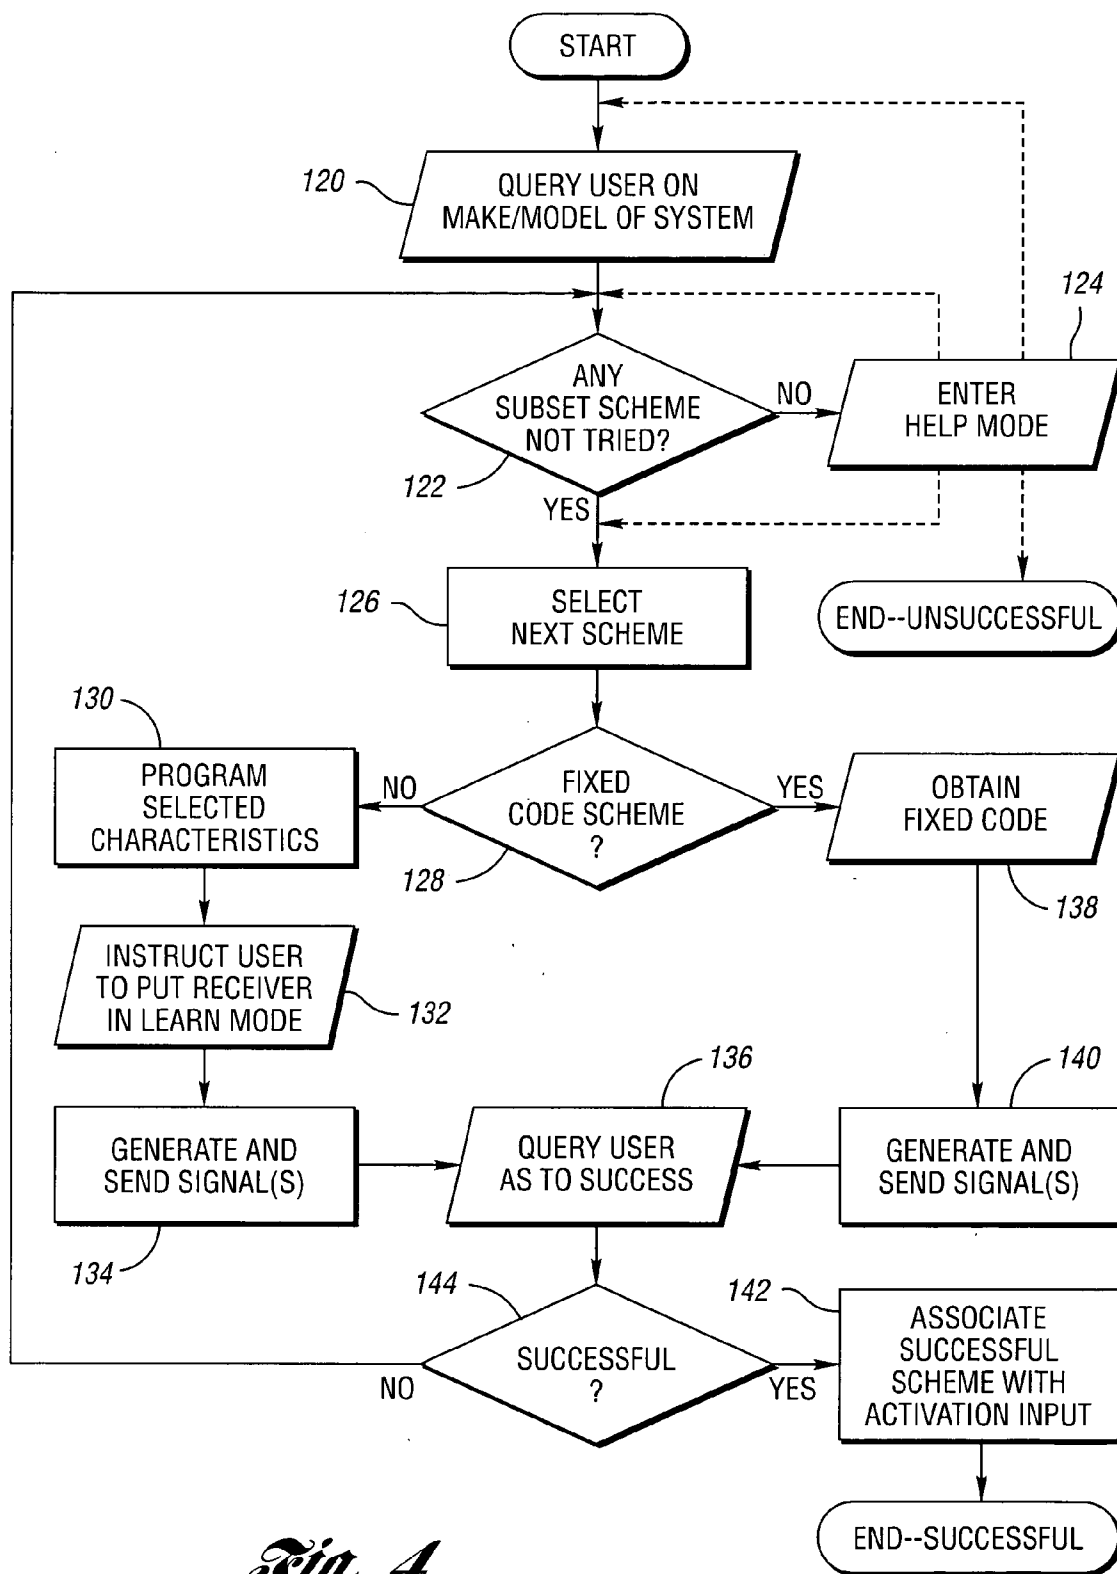 START
120
QUERY USER ON
MAKE/MODEL OF SYSTEM
124
ANY
SUBSET SCHEME
NOT TRIED?
NO
ENTER
HELP MODE
122
YES
126
SELECT
NEXT SCHEME
END--UNSUCCESSFUL
130
PROGRAM
SELECTED
CHARACTERISTICS
NO
FIXED
CODE SCHEME
?
YES
OBTAIN
FIXED CODE
128
138
INSTRUCT USER
TO PUT RECEIVER
IN LEARN MODE
132
136
140
GENERATE AND
SEND SIGNAL(S)
QUERY USER
AS TO SUCCESS
GENERATE AND
SEND SIGNAL(S)
134
144
142
SUCCESSFUL
?
NO
YES
ASSOCIATE
SUCCESSFUL
SCHEME WITH
ACTIVATION INPUT
END--SUCCESSFUL
Fig. 4